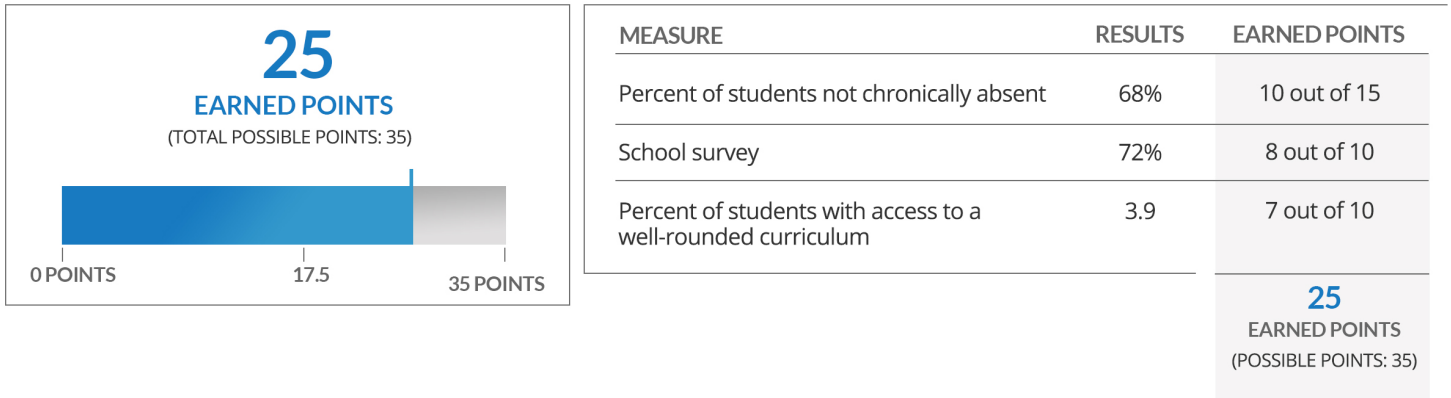 25
EARNED POINTS
(TOTAL POSSIBLE POINTS: 35)
0 POINTS
17.5
35 POINTS
MEASURE RESULTS EARNED POINTS
Percent of students not chronically absent 68% 10 out of 15
School survey 72% 8 out of 10
Percent of students with access to a 3.9 7 out of 10
well-rounded curriculum
25
EARNED POINTS
(POSSIBLE POINTS: 35)